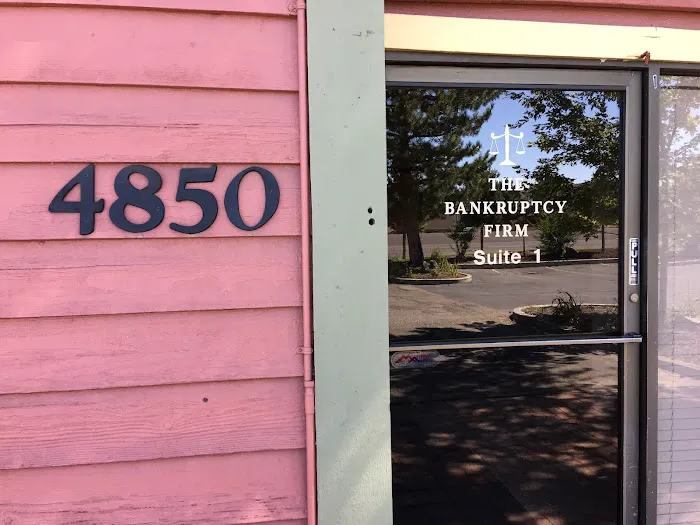 4850
THE
BANKRUPTCY
FIRM
Suite 1
PULL